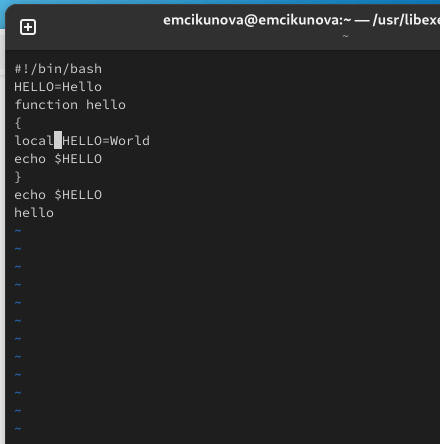 emcikunova@emcikunova:~ — /usr/libexe
~
#!/bin/bash
HELLO=Hello
function hello
{
local HELLO=World
echo $HELLO
}
echo $HELLO
hello
~
~
~
~
~
~
~
~
~
~
~
~